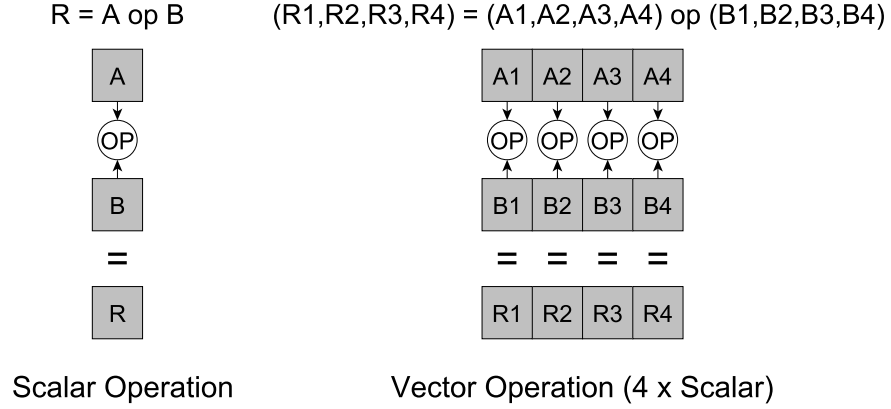 R = A op B
(R1,R2,R3,R4) = (A1,A2,A3,A4) op (B1,B2,B3,B4)
A
A1 A2 A3 A4
OP
OP OP OP OP
B
B1 B2 B3 B4
=
= = = =
R
R1 R2 R3 R4
Scalar Operation
Vector Operation (4 x Scalar)